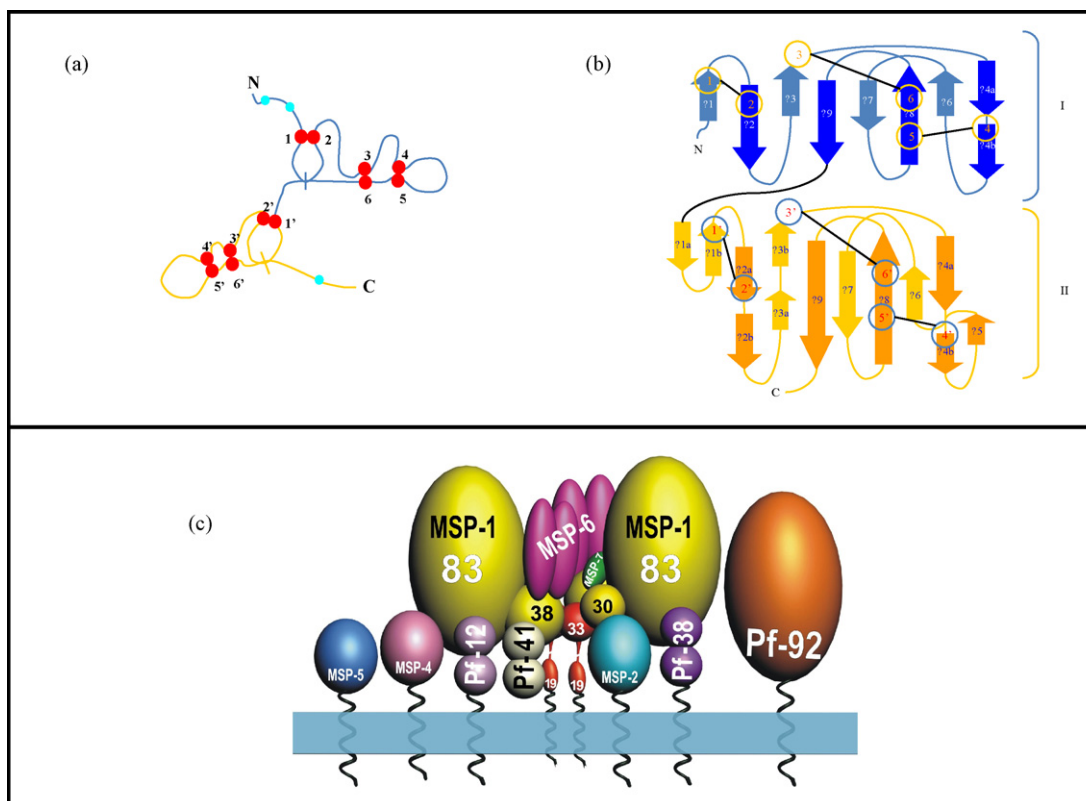 (a)
N
1 2
3 4
6 5
2’ 1’
4’ 3’
5’ 6’
C
(b)
3
1 2
6
5 4
?1 ?2 ?3 ?9 ?7 ?8 ?6 ?4a
?4b
N
I
3’
1’
2’
6’
5’
4’
?1a ?1b ?2a ?3b ?9 ?7 ?8 ?6 ?4a
?2b ?3a ?4b ?5
C
II
(c)
MSP-1
83
MSP-6
MSP-7
MSP-1
83
38
33
30
Pf-92
MSP-5
MSP-4
Pf-12
Pf-41
19
19
MSP-2
Pf-38